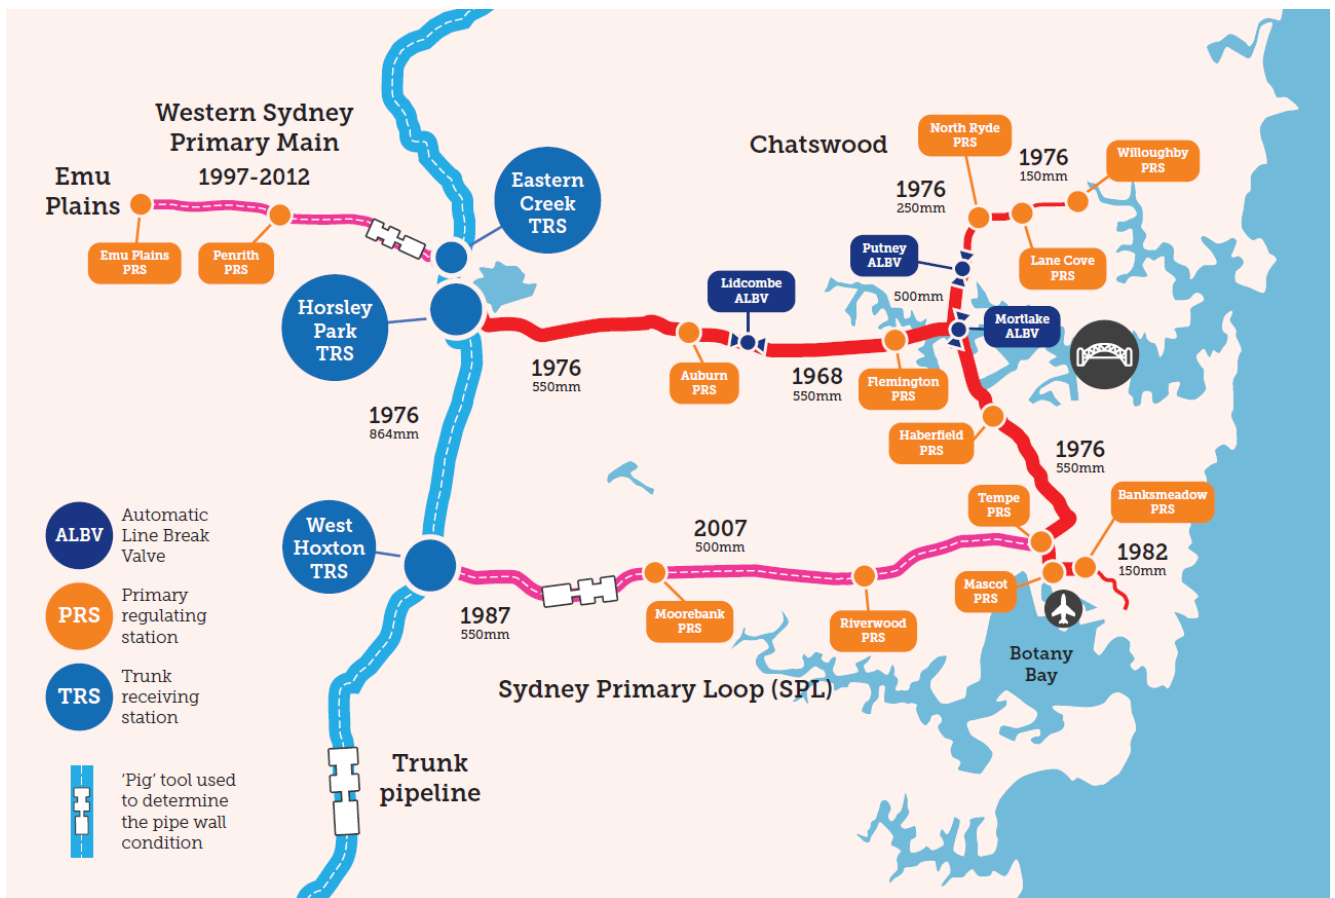 Western Sydney
Primary Main
1997-2012
Emu
Plains
Emu Plains
PRS
Penrith
PRS
Eastern
Creek
TRS
Horsley
Park
TRS
Chatswood
North Ryde
PRS
1976
150mm
Willoughby
PRS
1976
250mm
Lane Cove
PRS
Putney
ALBV
500mm
Lidcombe
ALBV
Mortlake
ALBV
1976
550mm
Auburn
PRS
1968
550mm
Flemington
PRS
Haberfield
PRS
1976
550mm
1976
864mm
West
Hoxton
TRS
1987
550mm
Moorebank
PRS
2007
500mm
Riverwood
PRS
Tempe
PRS
Banksmeadow
PRS
1982
150mm
Mascot
PRS
Botany
Bay
Sydney Primary Loop (SPL)
Trunk
pipeline
ALBV
Automatic
Line Break
Valve
PRS
Primary
regulating
station
TRS
Trunk
receiving
station
'Pig' tool used
to determine
the pipe wall
condition